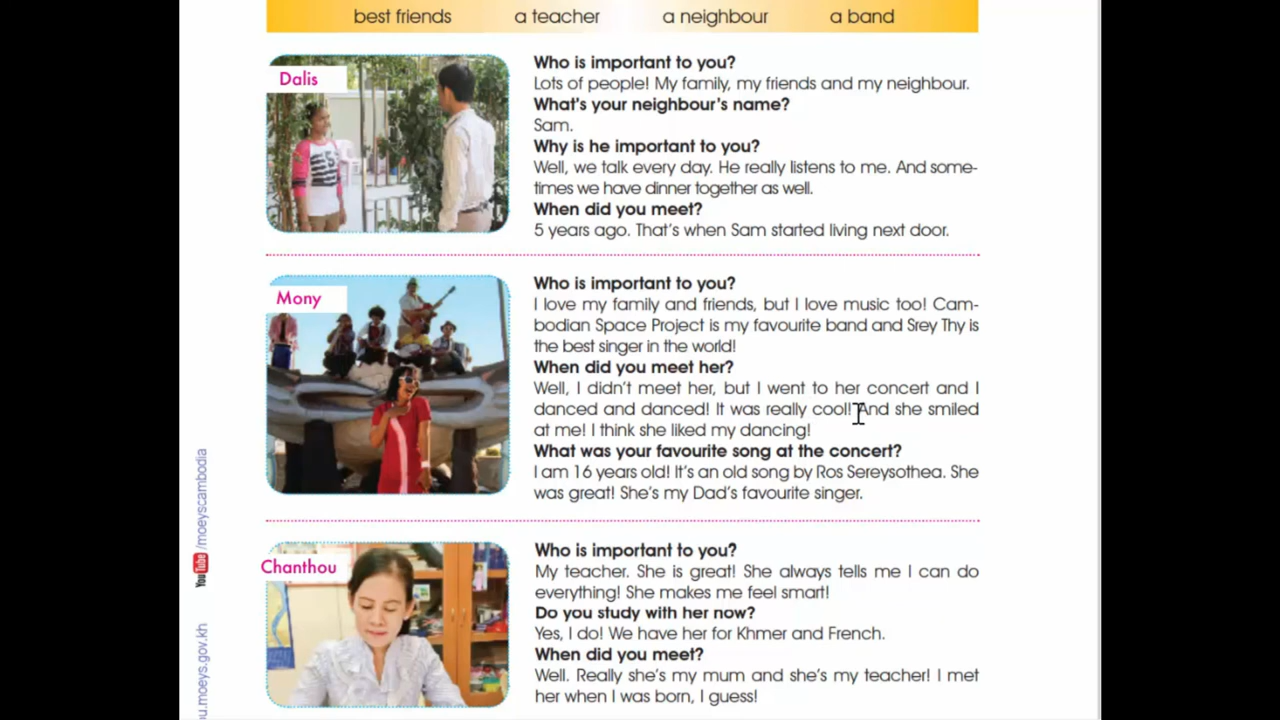 best friends a teacher a neighbour a band
Dalis
Who is important to you?
Lots of people! My family, my friends and my neighbour.
What's your neighbour's name?
Sam.
Why is he important to you?
Well, we talk every day. He really listens to me. And some-
times we have dinner together as well.
When did you meet?
5 years ago. That's when Sam started living next door.
Mony
Who is important to you?
I love my family and friends, but I love music too! Cam-
bodian Space Project is my favourite band and Srey Thy is
the best singer in the world!
When did you meet her?
Well, I didn't meet her, but I went to her concert and I
danced and danced! It was really cool! And she smiled
at me! I think she liked my dancing!
What was your favourite song at the concert?
I am 16 years old! It's an old song by Ros Sereysothea. She
was great! She's my Dad's favourite singer.
Chanthou
Who is important to you?
My teacher. She is great! She always tells me I can do
everything! She makes me feel smart!
Do you study with her now?
Yes, I do! We have her for Khmer and French.
When did you meet?
Well. Really she's my mum and she's my teacher! I met
her when I was born, I guess!
YouTube /moeyscambodia
u.moeys.gov.kh